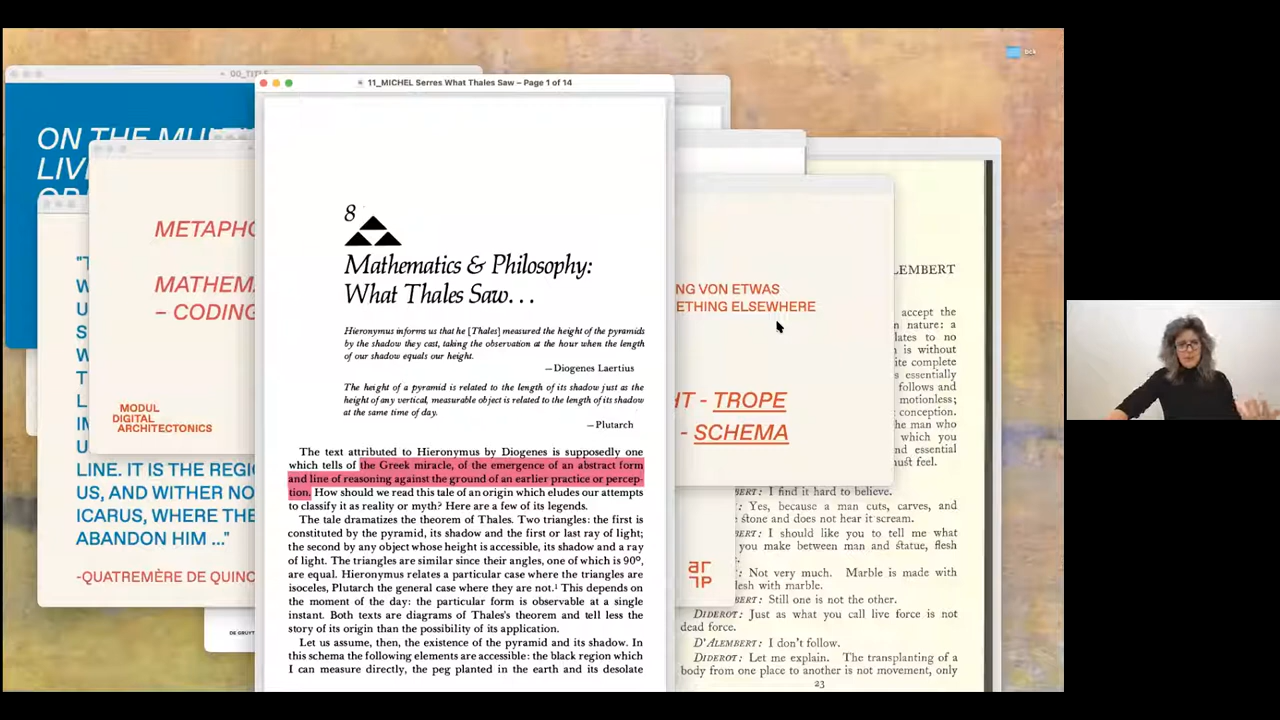 bck
00_TITLE
ON THE MUL
LIV
OR
METAPHO
MATHEMA
– CODING
MODUL
DIGITAL
ARCHITECTONICS
"T
W
U
S
W
T
L
IM
LINE. IT IS THE REGI
US, AND WITHER NO
ICARUS, WHERE THE
ABANDON HIM ..."
-QUATREMÈRE DE QUINC
DE GRUYT
11_MICHEL Serres What Thales Saw – Page 1 of 14
8
Mathematics & Philosophy:
What Thales Saw...
Hieronymus informs us that he [Thales] measured the height of the pyramids
by the shadow they cast, taking the observation at the hour when the length
of our shadow equals our height.
—Diogenes Laertius
The height of a pyramid is related to the length of its shadow just as the
height of any vertical, measurable object is related to the length of its shadow
at the same time of day.
—Plutarch
The text attributed to Hieronymus by Diogenes is supposedly one
which tells of the Greek miracle, of the emergence of an abstract form
and line of reasoning against the ground of an earlier practice or percep-
tion. How should we read this tale of an origin which eludes our attempts
to classify it as reality or myth? Here are a few of its legends.
The tale dramatizes the theorem of Thales. Two triangles: the first is
constituted by the pyramid, its shadow and the first or last ray of light;
the second by any object whose height is accessible, its shadow and a ray
of light. The triangles are similar since their angles, one of which is 90º,
are equal. Hieronymus relates a particular case where the triangles are
isoceles, Plutarch the general case where they are not.¹ This depends on
the moment of the day: the particular form is observable at a single
instant. Both texts are diagrams of Thales's theorem and tell less the
story of its origin than the possibility of its application.
Let us assume, then, the existence of the pyramid and its shadow. In
this schema the following elements are accessible: the black region which
I can measure directly, the peg planted in the earth and its desolate
NG VON ETWAS
ETHING ELSEWHERE
HT - TROPE
- SCHEMA
LEMBERT
accept the
n nature: a
lates to no
n is without
ite complete
essentially
follows and
motionless;
conception.
he man who
which you
must feel.
BERT: I find it hard to believe.
Yes, because a man cuts, carves, and
stone and does not hear it scream.
BERT: I should like you to tell me what
you make between man and statue, flesh
Not very much. Marble is made with
lesh with marble.
BERT: Still one is not the other.
DIDEROT: Just as what you call live force is not
dead force.
D'ALEMBERT: I don't follow.
DIDEROT: Let me explain. The transplanting of a
body from one place to another is not movement, only
23